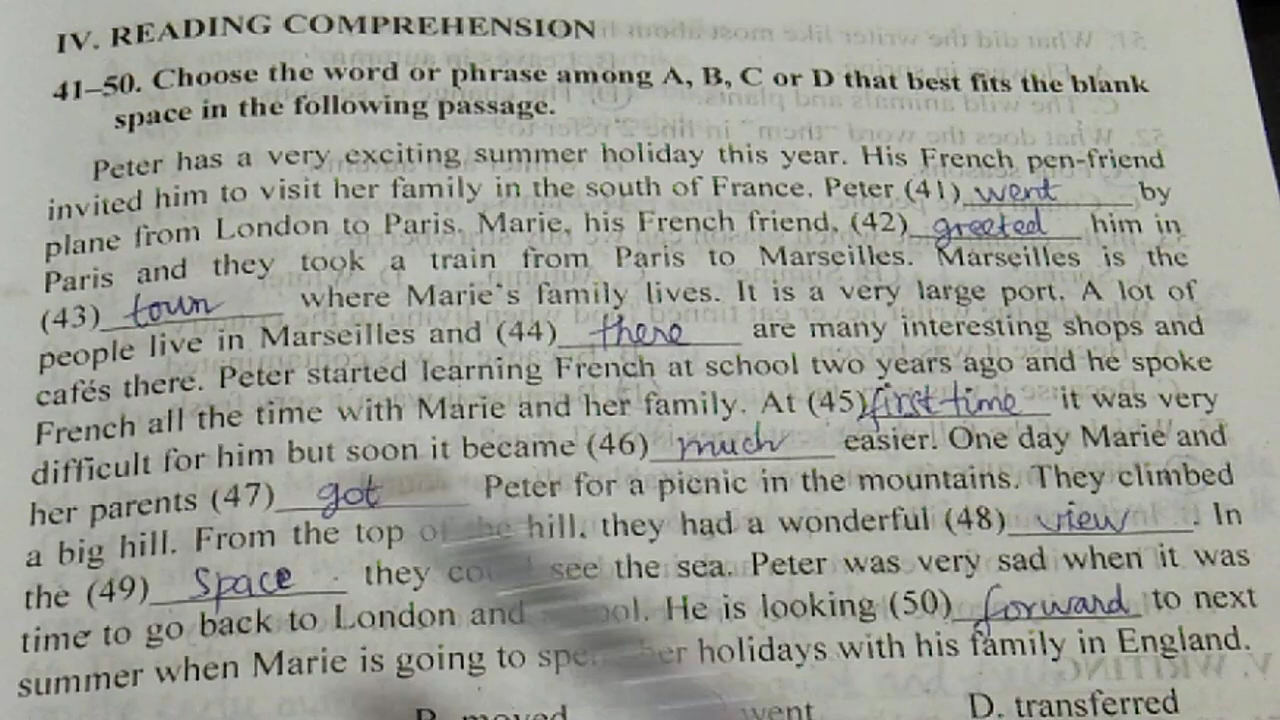 IV. READING COMPREHENSION
41–50. Choose the word or phrase among A, B, C or D that best fits the blank
space in the following passage.
Peter has a very exciting summer holiday this year. His French pen-friend
invited him to visit her family in the south of France. Peter (41) went by
plane from London to Paris. Marie, his French friend, (42) greeted him in
Paris and they took a train from Paris to Marseilles. Marseilles is the
(43) town where Marie's family lives. It is a very large port. A lot of
people live in Marseilles and (44) there are many interesting shops and
cafés there. Peter started learning French at school two years ago and he spoke
French all the time with Marie and her family. At (45) first time it was very
difficult for him but soon it became (46) much easier. One day Marie and
her parents (47) got Peter for a picnic in the mountains. They climbed
a big hill. From the top of the hill, they had a wonderful (48) view. In
the (49) space they see the sea. Peter was very sad when it was
time to go back to London and He is looking (50) forward to next
summer when Marie is going to holidays with his family in England.
B. moved went D. transferred